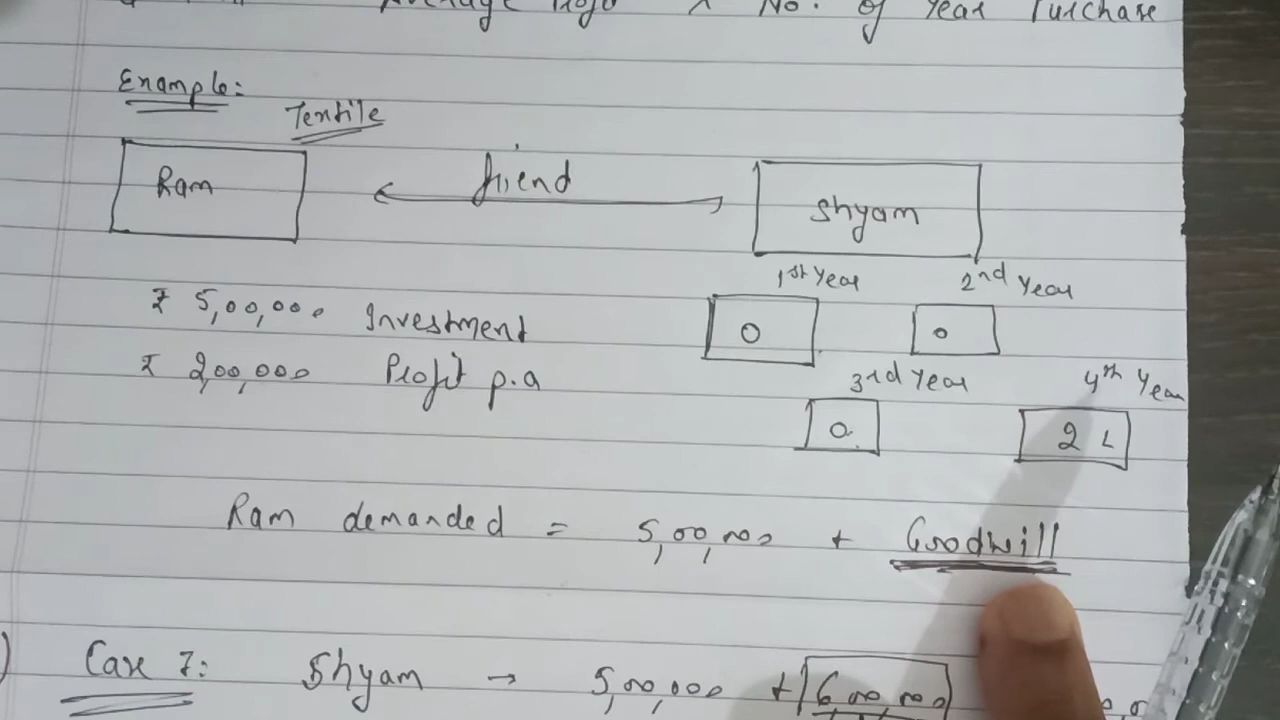 Average Profit × No. of Year Purchase
Example:
Textile
Ram
friend
Shyam
1st Year
2nd Year
₹ 5,00,000 Investment
0
0
₹ 2,00,000 Profit p.a
3rd Year
4th Year
0
2 L
Ram demanded = 5,00,000 + Goodwill
Case I: Shyam → 5,00,000 + 6,00,000